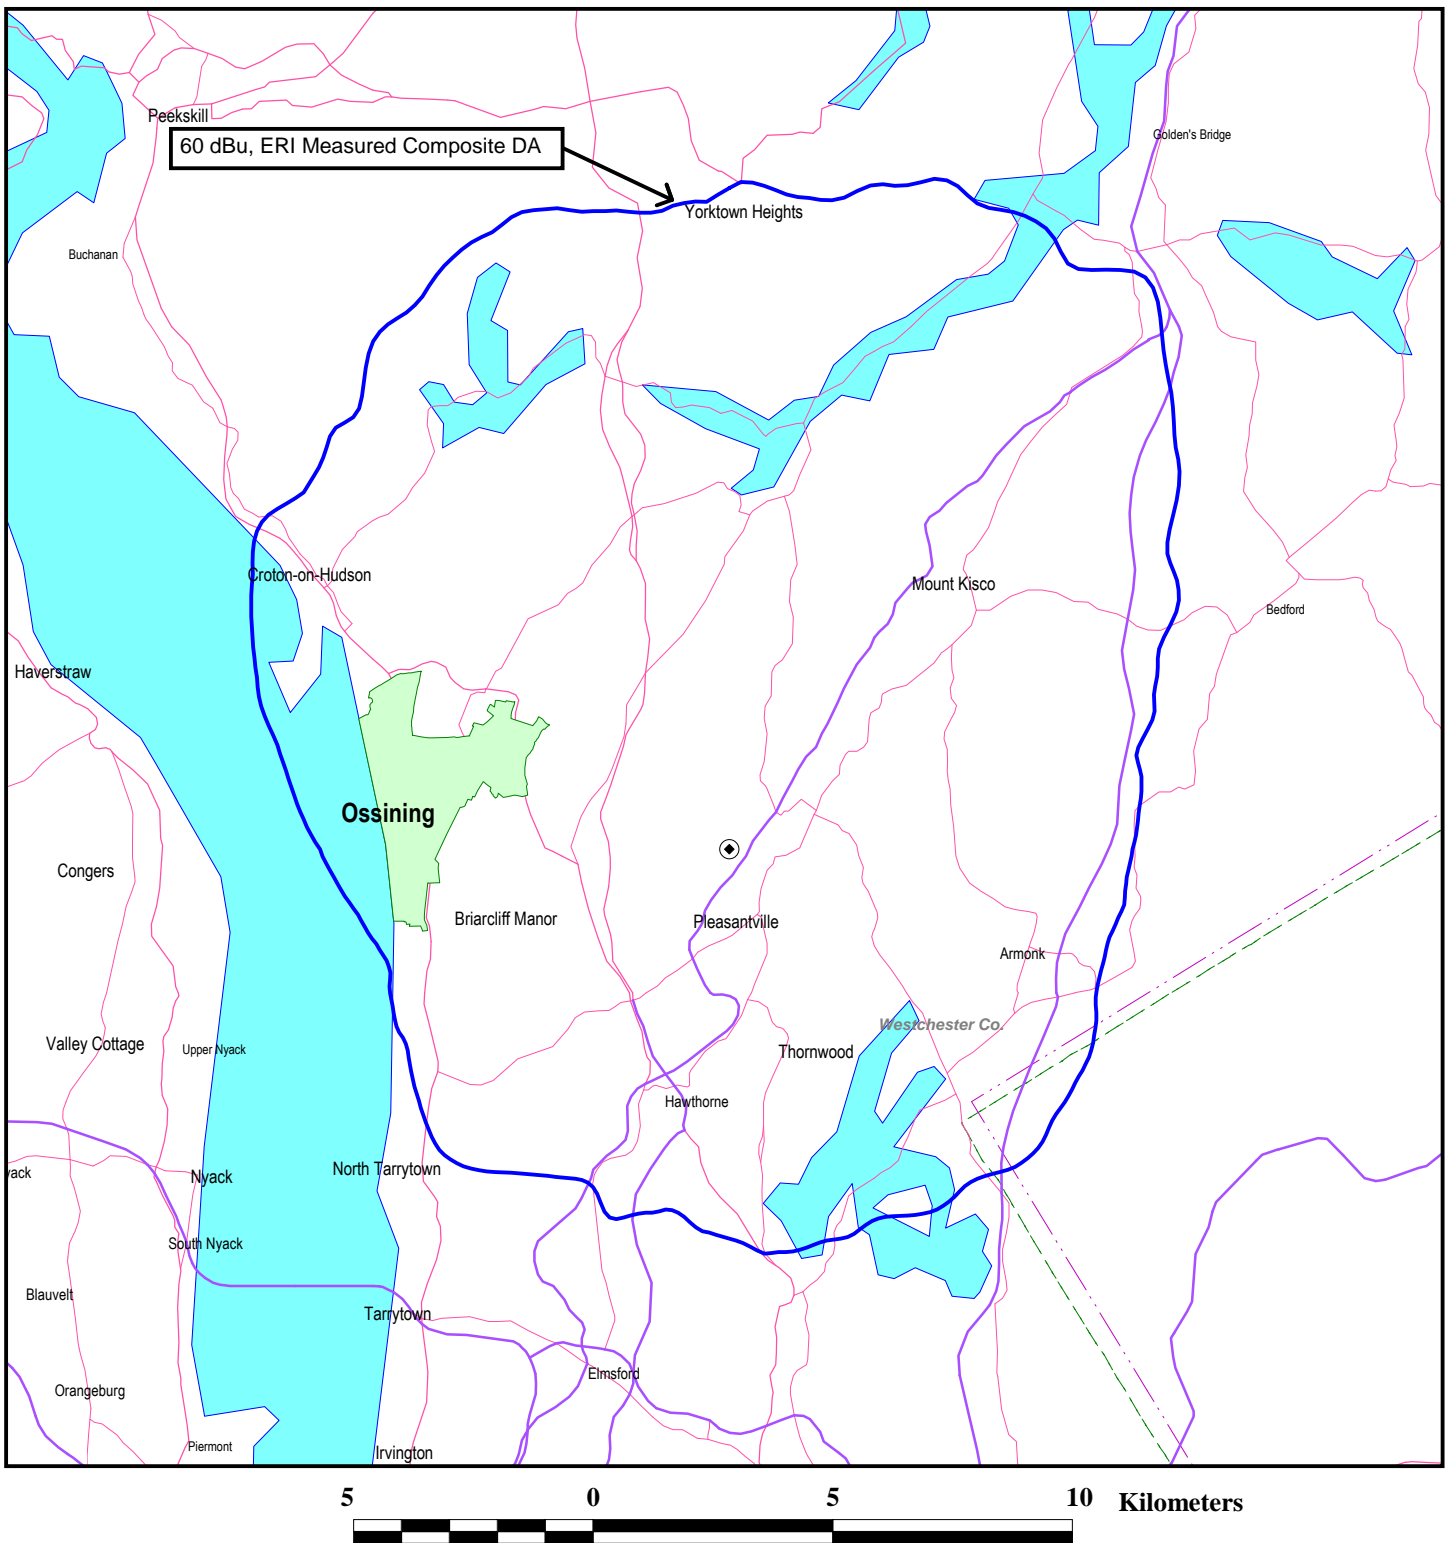 Peekskill
Golden's Bridge
60 dBu, ERI Measured Composite DA
Yorktown Heights
Buchanan
Croton-on-Hudson
Mount Kisco
Bedford
Haverstraw
Ossining
Congers
Briarcliff Manor
Pleasantville
Armonk
Westchester Co.
Valley Cottage
Upper Nyack
Thornwood
Hawthorne
yack
Nyack
North Tarrytown
South Nyack
Blauvelt
Tarrytown
Elmsford
Orangeburg
Piermont
Irvington
5 0 5 10 Kilometers